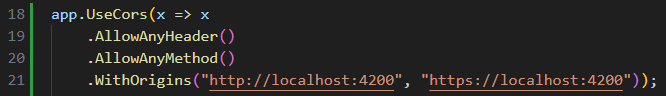 18 app.UseCors(x => x
19 .AllowAnyHeader()
20 .AllowAnyMethod()
21 .WithOrigins("http://localhost:4200", "https://localhost:4200"));